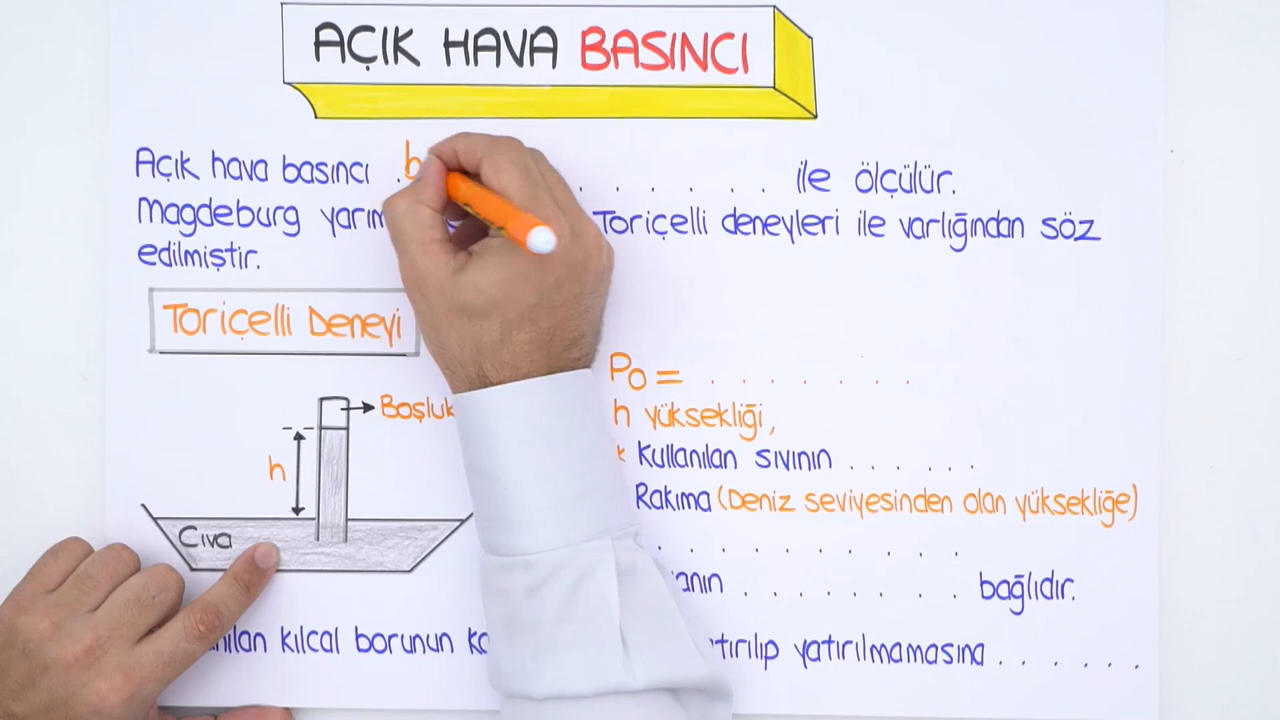 AÇIK HAVA BASINCI
Açık hava basıncı b . . . . . . ile ölçülür.
Magdeburg Toriçelli deneyleri ile varlığından söz
edilmiştir.
Toriçelli Deneyi
Po = . . . . . . .
Boşluk
h yüksekliği,
h
* Kullanılan sıvının . . . . . .
Rakıma (Deniz seviyesinden olan yüksekliğe)
Cıva
. . . . . . . . . .
. . . . . . . . bağlıdır.
kılcal borunun yatırılmamasına . . . . . .